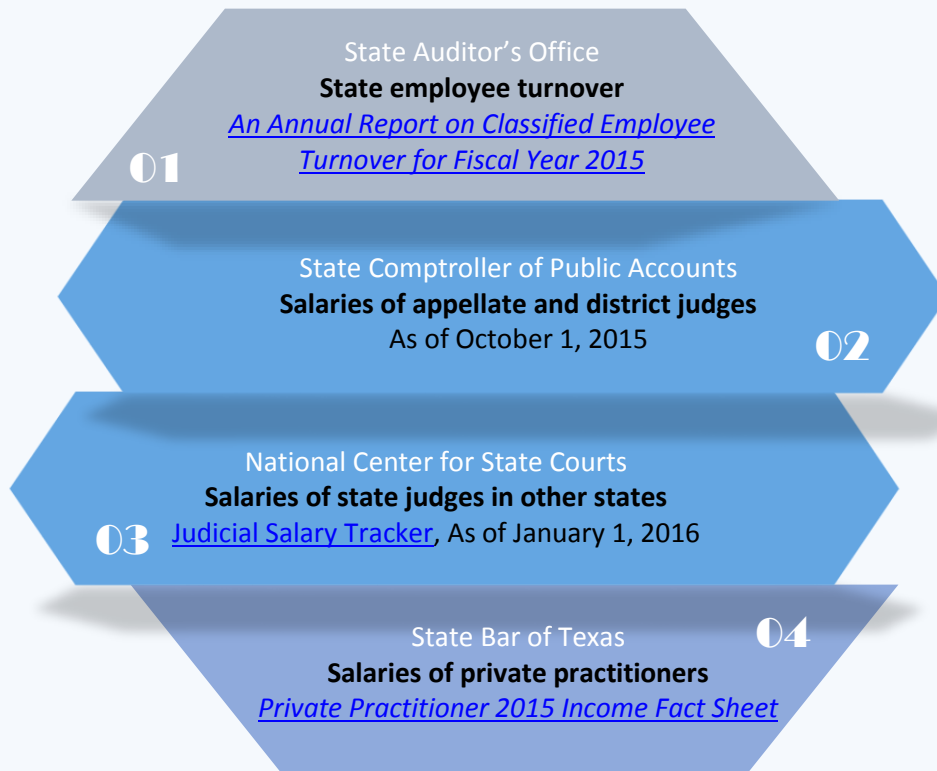 State Auditor’s Office
State employee turnover
An Annual Report on Classified Employee
Turnover for Fiscal Year 2015
01
State Comptroller of Public Accounts
Salaries of appellate and district judges
As of October 1, 2015
02
National Center for State Courts
Salaries of state judges in other states
03
Judicial Salary Tracker, As of January 1, 2016
04
State Bar of Texas
Salaries of private practitioners
Private Practitioner 2015 Income Fact Sheet